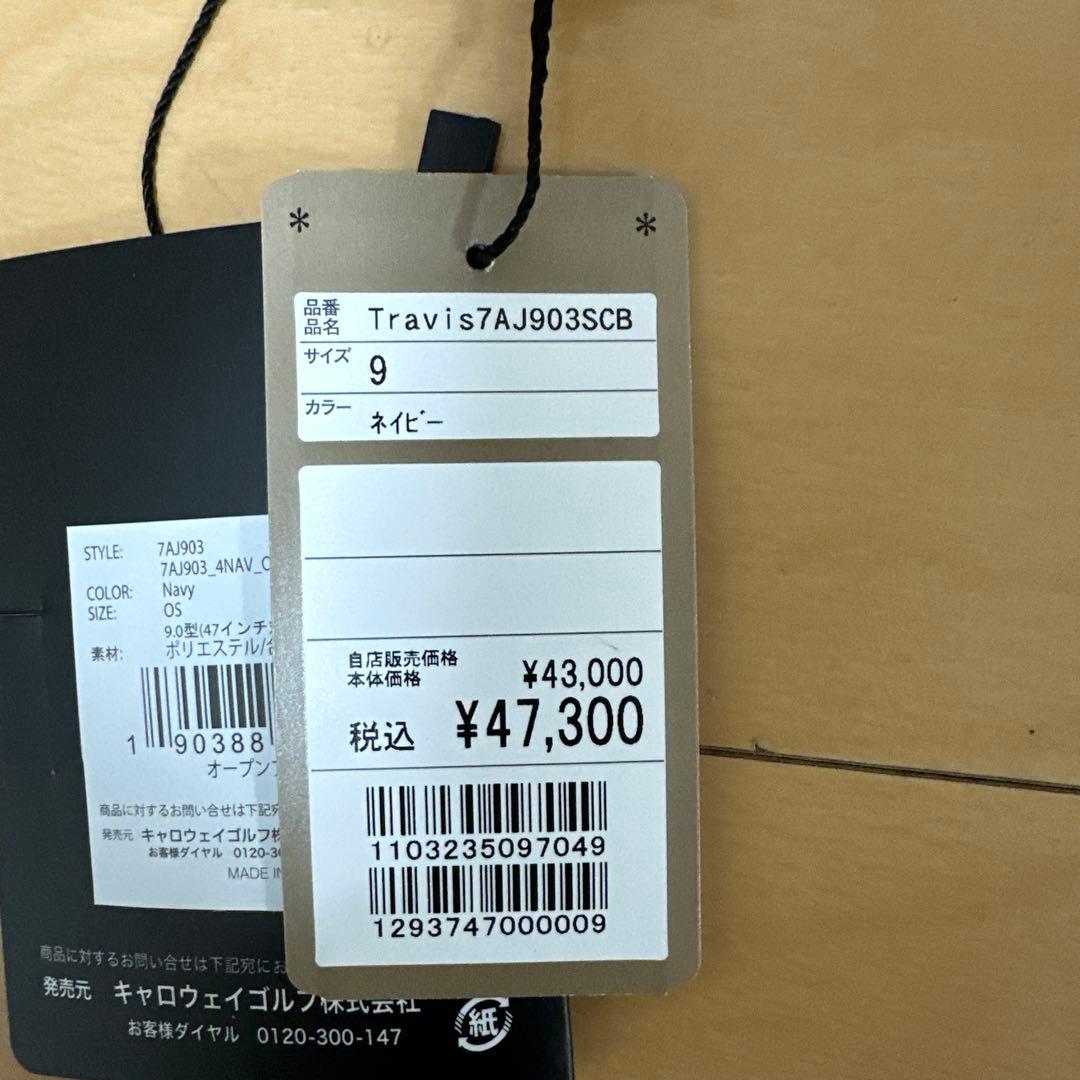 * *
品番
品名 Travis7AJ903SCB
サイズ 9
カラー ネイビー
自店販売価格
本体価格 ¥43,000
税込 ¥47,300
1103235097049
1293747000009
STYLE: 7AJ903
7AJ903_4NAV_
COLOR: Navy
SIZE: OS
9.0型(47インチ
素材: ポリエステル/
1 90388
オープン
商品に対するお問い合せは下記宛
発売元 キャロウェイゴルフ株
お客様ダイヤル 0120-30
MADE IN
商品に対するお問い合せは下記宛にお
発売元 キャロウェイゴルフ株式会社
お客様ダイヤル 0120-300-147
紙